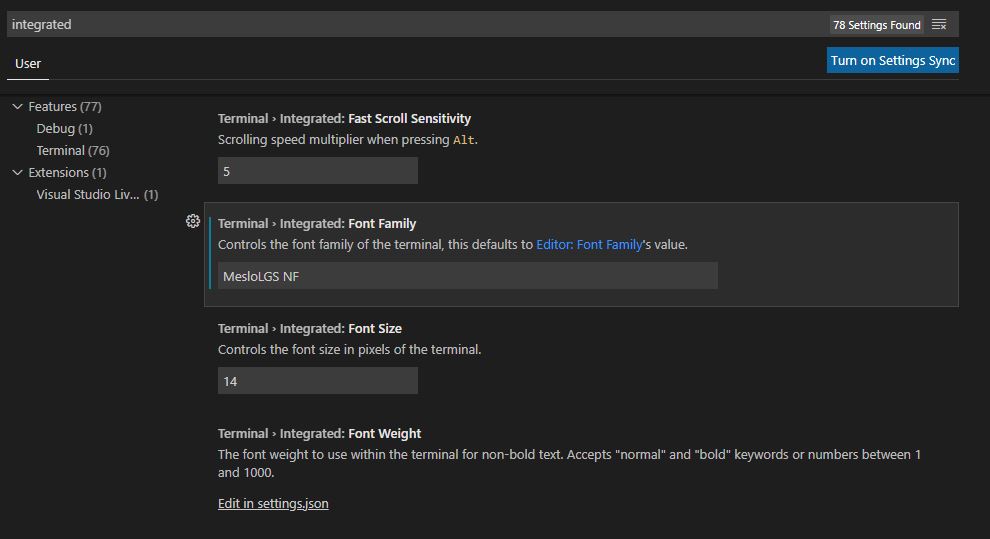 integrated
78 Settings Found
User
Turn on Settings Sync
Features (77)
Debug (1)
Terminal (76)
Extensions (1)
Visual Studio Liv... (1)
Terminal › Integrated: Fast Scroll Sensitivity
Scrolling speed multiplier when pressing Alt.
5
Terminal › Integrated: Font Family
Controls the font family of the terminal, this defaults to Editor: Font Family's value.
MesloLGS NF
Terminal › Integrated: Font Size
Controls the font size in pixels of the terminal.
14
Terminal › Integrated: Font Weight
The font weight to use within the terminal for non-bold text. Accepts "normal" and "bold" keywords or numbers between 1
and 1000.
Edit in settings.json